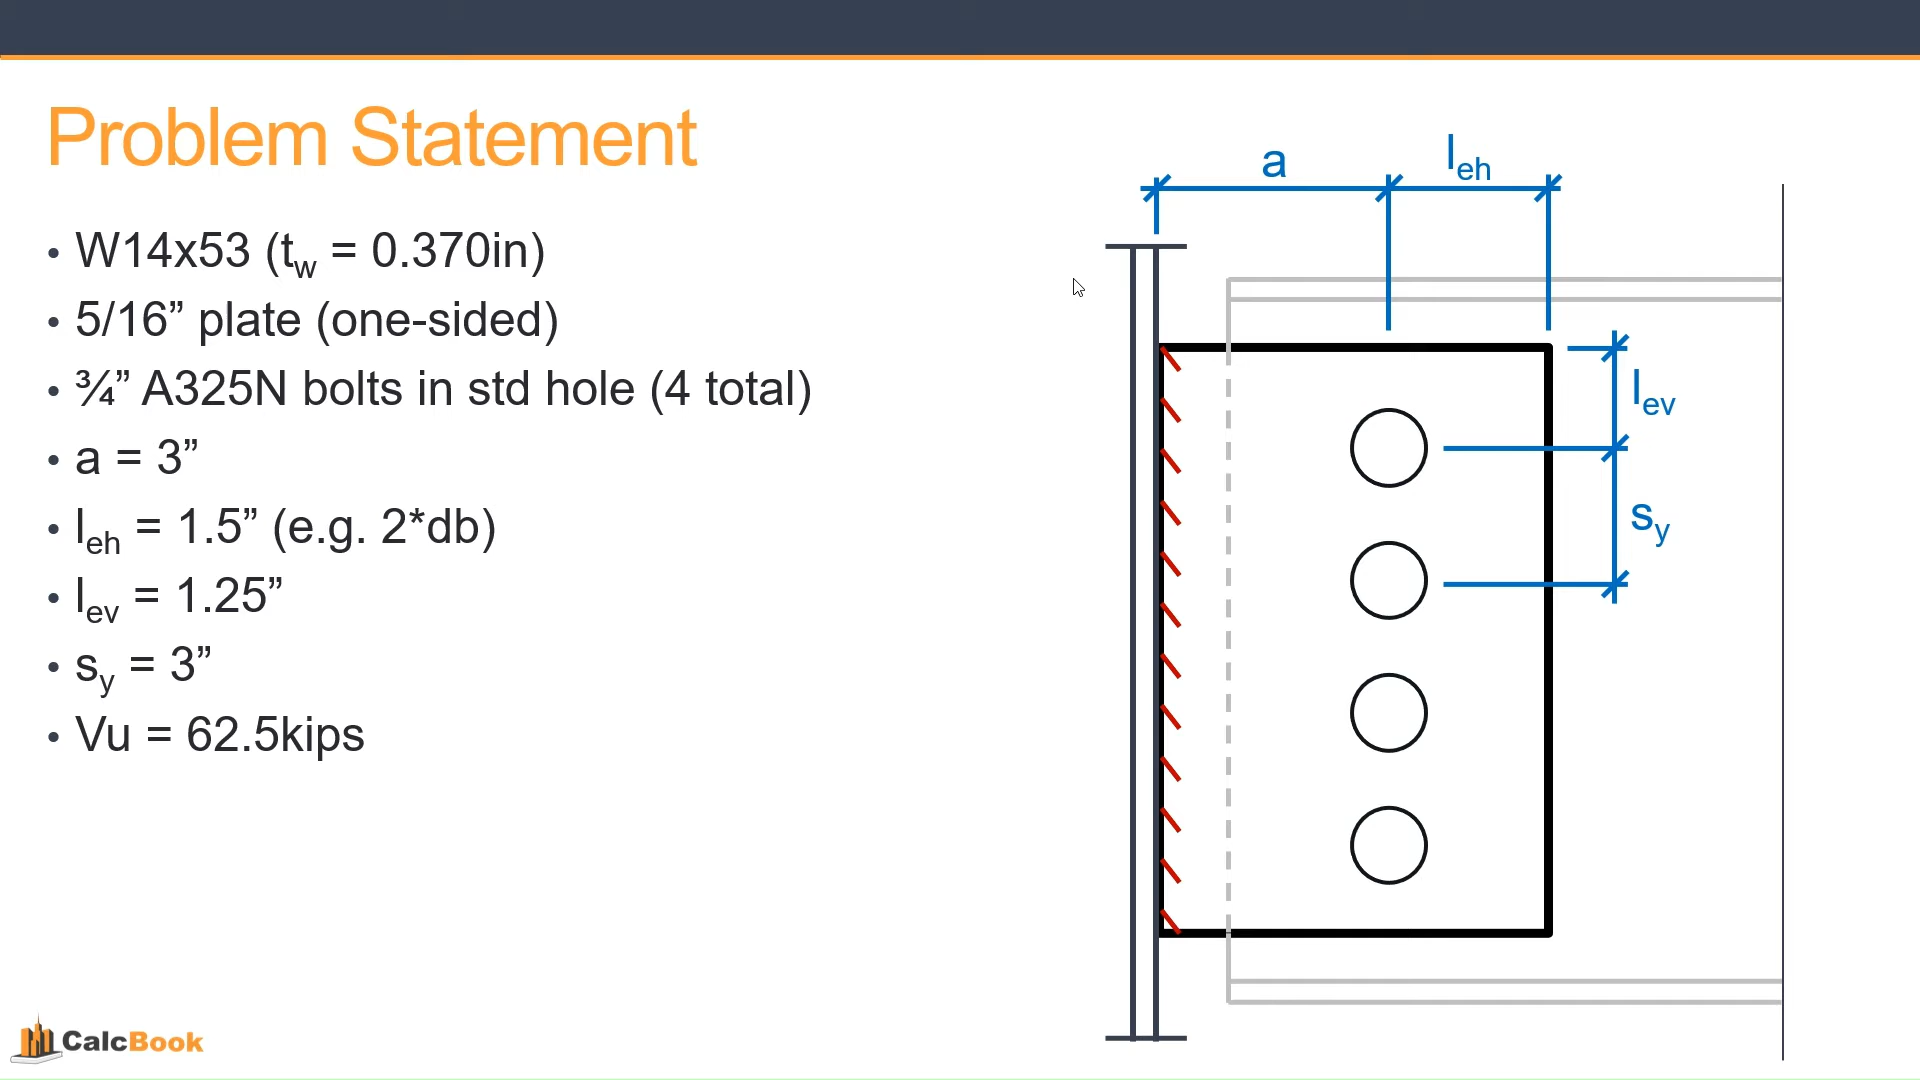 Problem Statement
• W14x53 (tw = 0.370in)
• 5/16” plate (one-sided)
• ¾” A325N bolts in std hole (4 total)
• a = 3”
• leh = 1.5” (e.g. 2*db)
• lev = 1.25”
• sy = 3”
• Vu = 62.5kips
a
leh
lev
sy
CalcBook